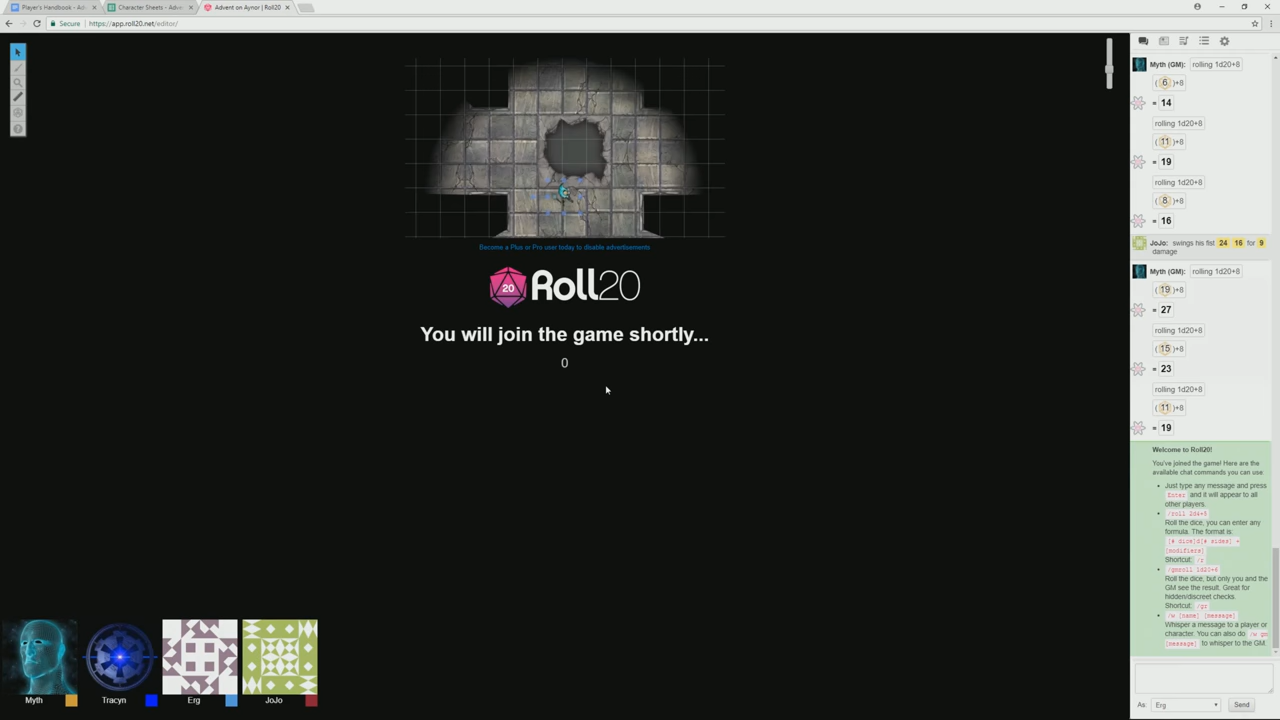 Player's Handbook - Adv
Character Sheets - Adven
Advent on Aynor | Roll20
Secure
https://app.roll20.net/editor/
Become a Plus or Pro user today to disable advertisements
20
Roll20
You will join the game shortly...
0
Myth
Tracyn
Erg
JoJo
Myth (GM): rolling 1d20+8
(6)+8
= 14
rolling 1d20+8
(11)+8
= 19
rolling 1d20+8
(8)+8
= 16
JoJo: swings his fist 24 16 for 9
damage
Myth (GM): rolling 1d20+8
(19)+8
= 27
rolling 1d20+8
(15)+8
= 23
rolling 1d20+8
(11)+8
= 19
Welcome to Roll20!
You've joined the game! Here are the
available chat commands you can use
• Just type any message and press
Enter and it will appear to all
other players.
• /roll 2d4+5
Roll the dice, you can enter any
formula. The format is:
[# dice]d[# sides] +
[modifiers]
Shortcut: /r
• /gmroll 1d20+6
Roll the dice, but only you and the
GM see the result. Great for
hidden/discreet checks.
Shortcut: /gr
• /w [name] [message]
Whisper a message to a player or
character. You can also do /w gm
[message] to whisper to the GM.
As: Erg
Send